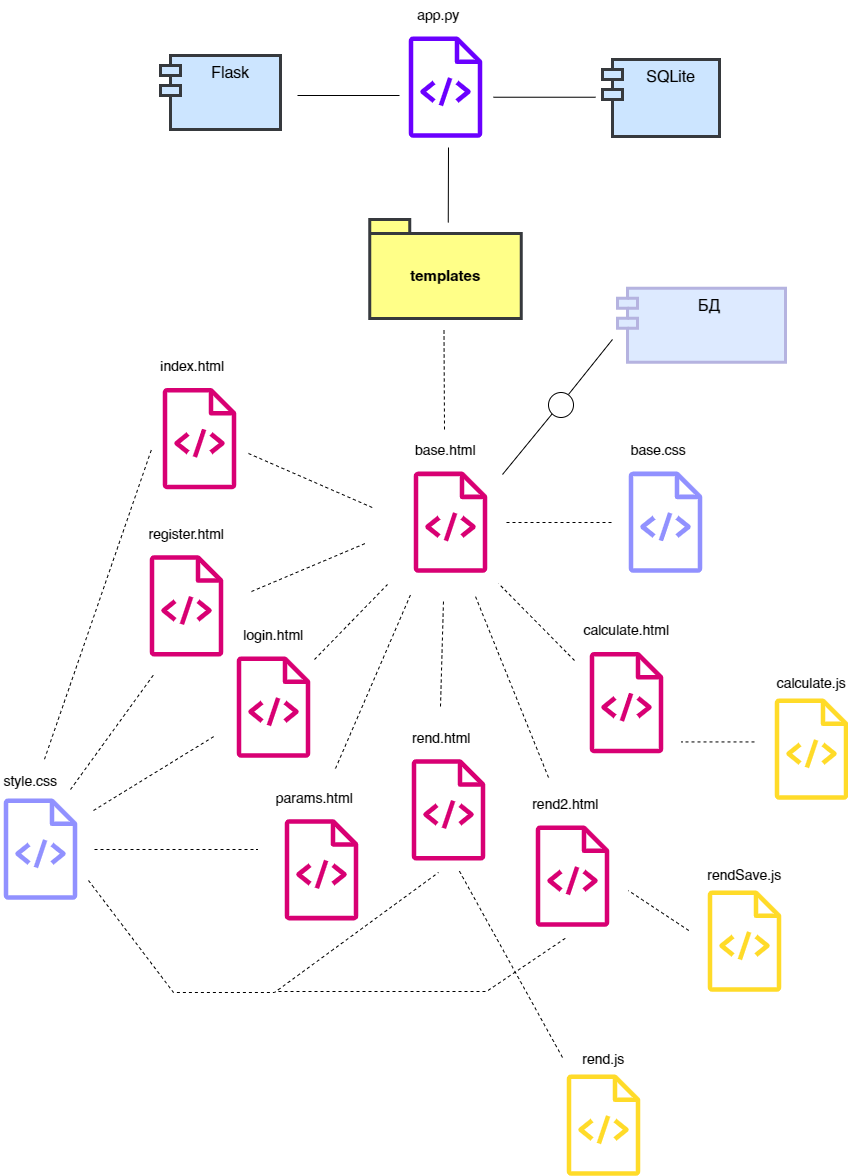 app.py
Flask
</>
SQLite
templates
БД
index.html
</>
base.html
</>
base.css
</>
register.html
</>
login.html
</>
calculate.html
</>
calculate.js
</>
rend.html
</>
style.css
</>
params.html
</>
rend2.html
</>
rendSave.js
</>
rend.js
</>